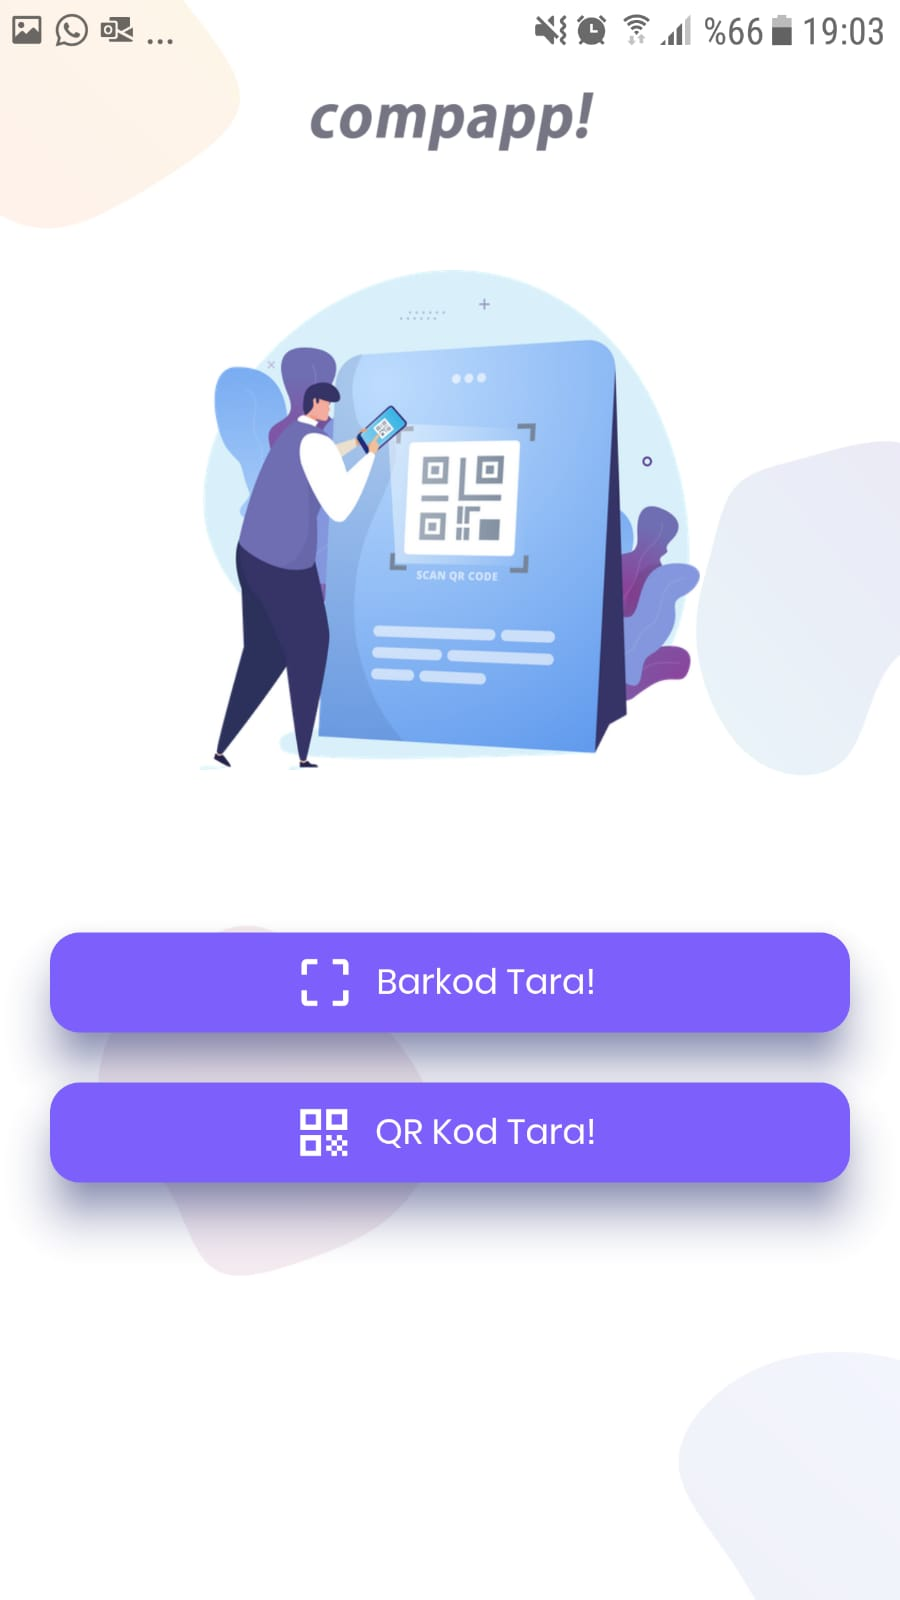 ... %66 19:03
compapp!
SCAN QR CODE
Barkod Tara!
QR Kod Tara!